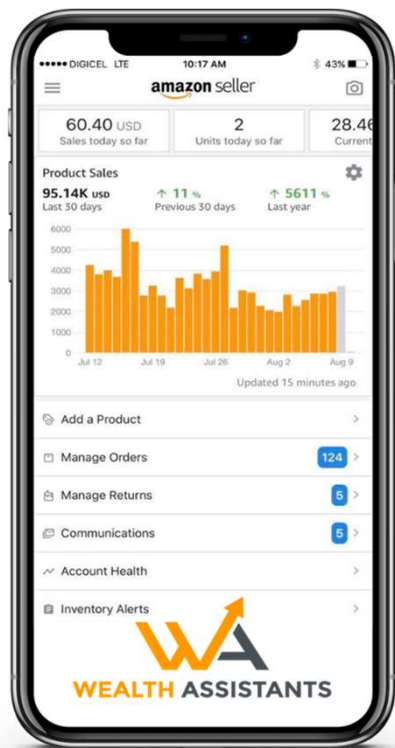 ●●●●● DIGICEL LTE 10:17 AM 43%
amazon seller
60.40 USD 2 28.46
Sales today so far Units today so far Current
Product Sales
95.14K USD ↑ 11 % ↑ 5611 %
Last 30 days Previous 30 days Last year
6000
5000
4000
3000
2000
1000
0
Jul 12 Jul 19 Jul 26 Aug 2 Aug 9
Updated 15 minutes ago
Add a Product
Manage Orders 124
Manage Returns 5
Communications 5
Account Health
Inventory Alerts
WA
WEALTH ASSISTANTS